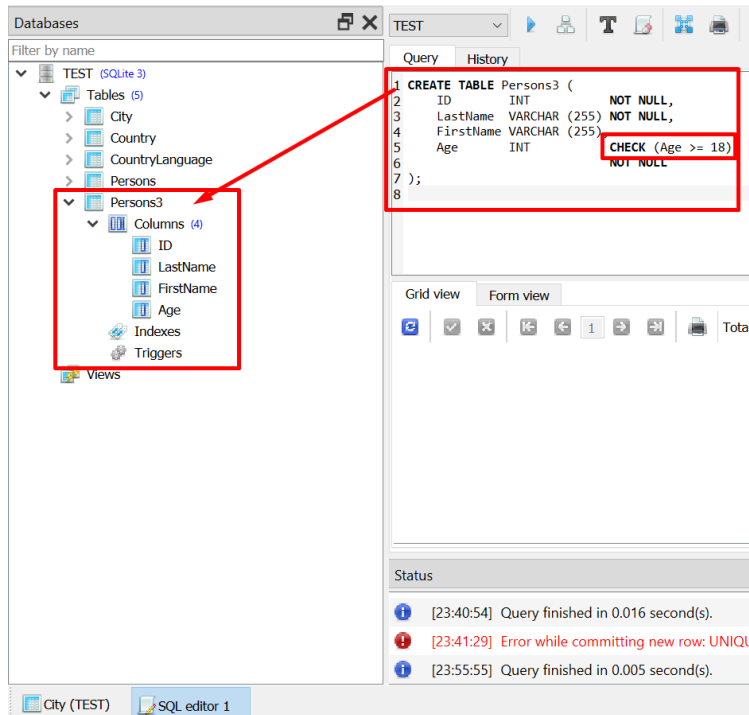 Databases
Filter by name
TEST (SQLite 3)
Tables (5)
City
Country
CountryLanguage
Persons
Persons3
Columns (4)
ID
LastName
FirstName
Age
Indexes
Triggers
Views
TEST
Query History
1 CREATE TABLE Persons3 (
2 ID INT NOT NULL,
3 LastName VARCHAR (255) NOT NULL,
4 FirstName VARCHAR (255),
5 Age INT CHECK (Age >= 18)
6 NOT NULL
7 );
8
Grid view Form view
1 Tota
Status
[23:40:54] Query finished in 0.016 second(s).
[23:41:29] Error while committing new row: UNIQU
[23:55:55] Query finished in 0.005 second(s).
City (TEST) SQL editor 1